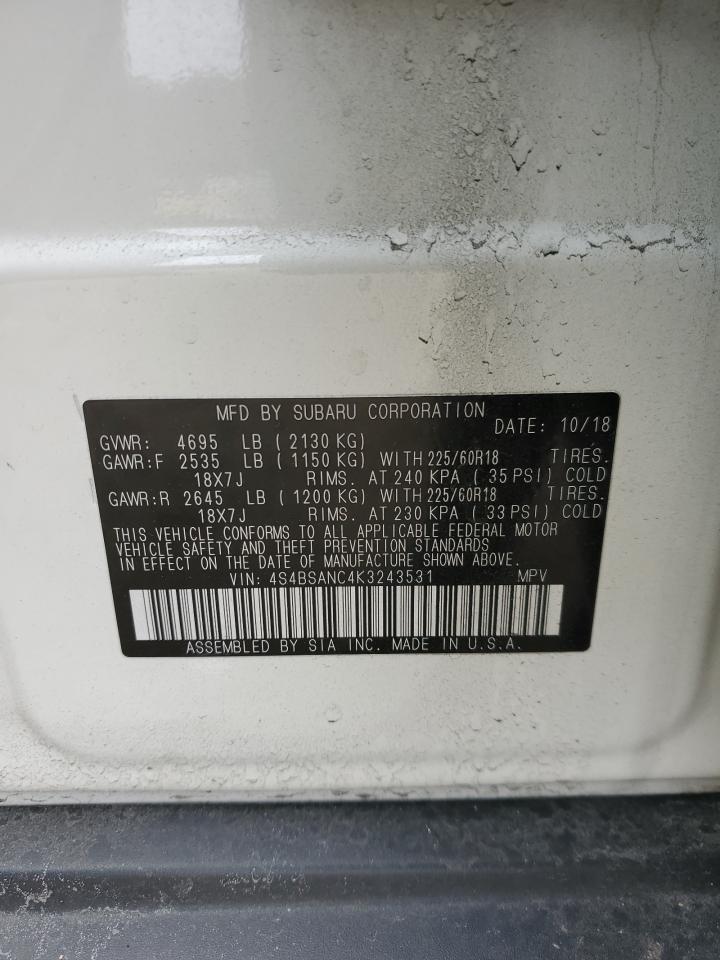 MFD BY SUBARU CORPORATION
DATE: 10/18
GVWR: 4695 LB ( 2130 KG)
GAWR:F 2535 LB ( 1150 KG) WITH 225/60R18 TIRES.
18X7J RIMS. AT 240 KPA ( 35 PSI) COLD
GAWR:R 2645 LB ( 1200 KG) WITH 225/60R18 TIRES.
18X7J RIMS. AT 230 KPA ( 33 PSI) COLD
THIS VEHICLE CONFORMS TO ALL APPLICABLE FEDERAL MOTOR
VEHICLE SAFETY AND THEFT PREVENTION STANDARDS
IN EFFECT ON THE DATE OF MANUFACTURE SHOWN ABOVE.
VIN: 4S4BSANC4K3243531 MPV
ASSEMBLED BY SIA INC. MADE IN U.S.A.